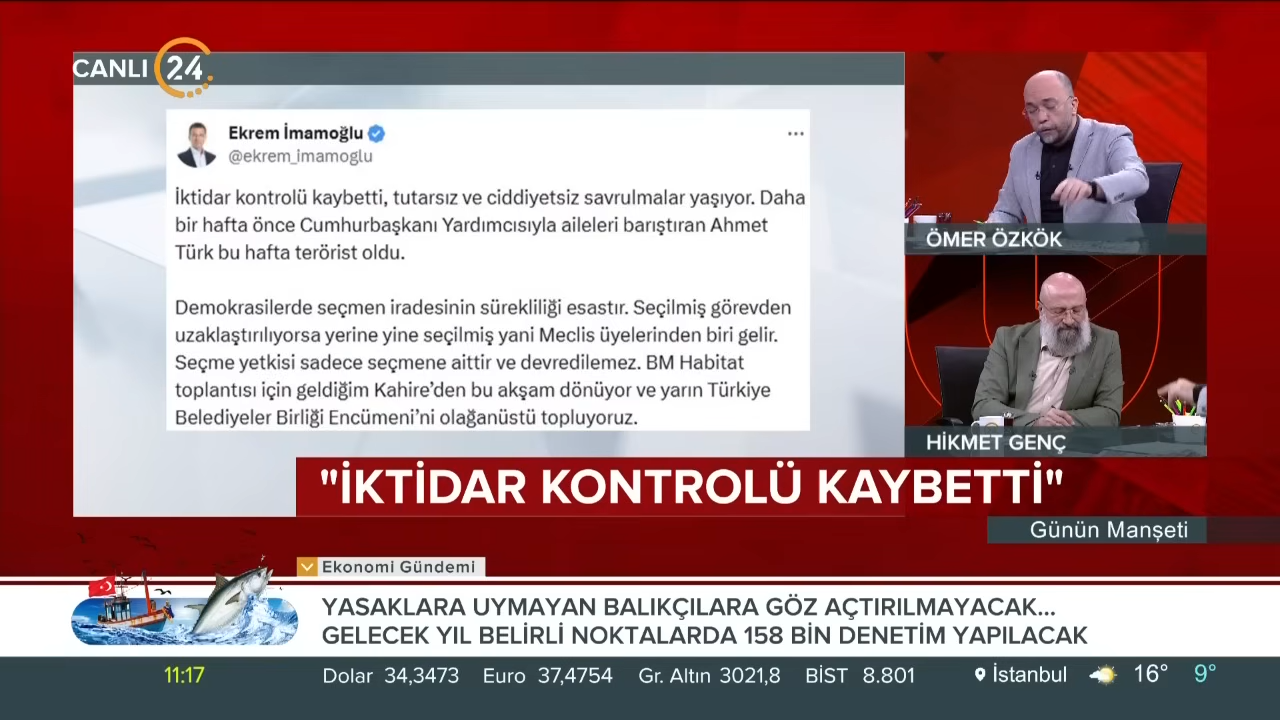 CANLI 24
Ekrem İmamoğlu
@ekrem_imamoglu
İktidar kontrolü kaybetti, tutarsız ve ciddiyetsiz savrulmalar yaşıyor. Daha
bir hafta önce Cumhurbaşkanı Yardımcısıyla aileleri barıştıran Ahmet
Türk bu hafta terörist oldu.
Demokrasilerde seçmen iradesinin sürekliliği esastır. Seçilmiş görevden
uzaklaştırılıyorsa yerine yine seçilmiş yani Meclis üyelerinden biri gelir.
Seçme yetkisi sadece seçmene aittir ve devredilemez. BM Habitat
toplantısı için geldiğim Kahire’den bu akşam dönüyor ve yarın Türkiye
Belediyeler Birliği Encümeni’ni olağanüstü topluyoruz.
ÖMER ÖZKÖK
HİKMET GENÇ
"İKTİDAR KONTROLÜ KAYBETTİ"
Günün Manşeti
Ekonomi Gündemi
YASAKLARA UYMAYAN BALIKÇILARA GÖZ AÇTIRILMAYACAK...
GELECEK YIL BELİRLİ NOKTALARDA 158 BİN DENETİM YAPILACAK
11:17 Dolar 34,3473 Euro 37,4754 Gr. Altın 3021,8 BİST 8.801 İstanbul 16° 9°